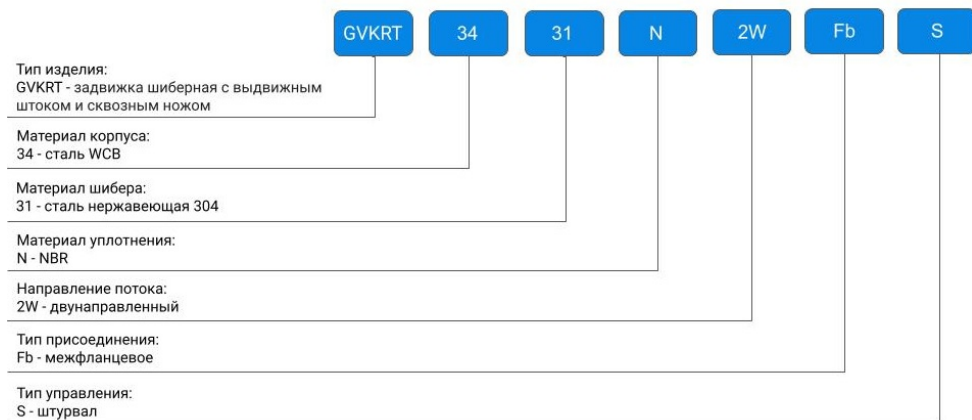 GVKRT 34 31 N 2W Fb S
Тип изделия:
GVKRT - задвижка шиберная с выдвижным
штоком и сквозным ножом
Материал корпуса:
34 - сталь WCB
Материал шибера:
31 - сталь нержавеющая 304
Материал уплотнения:
N - NBR
Направление потока:
2W - двунаправленный
Тип присоединения:
Fb - межфланцевое
Тип управления:
S - штурвал